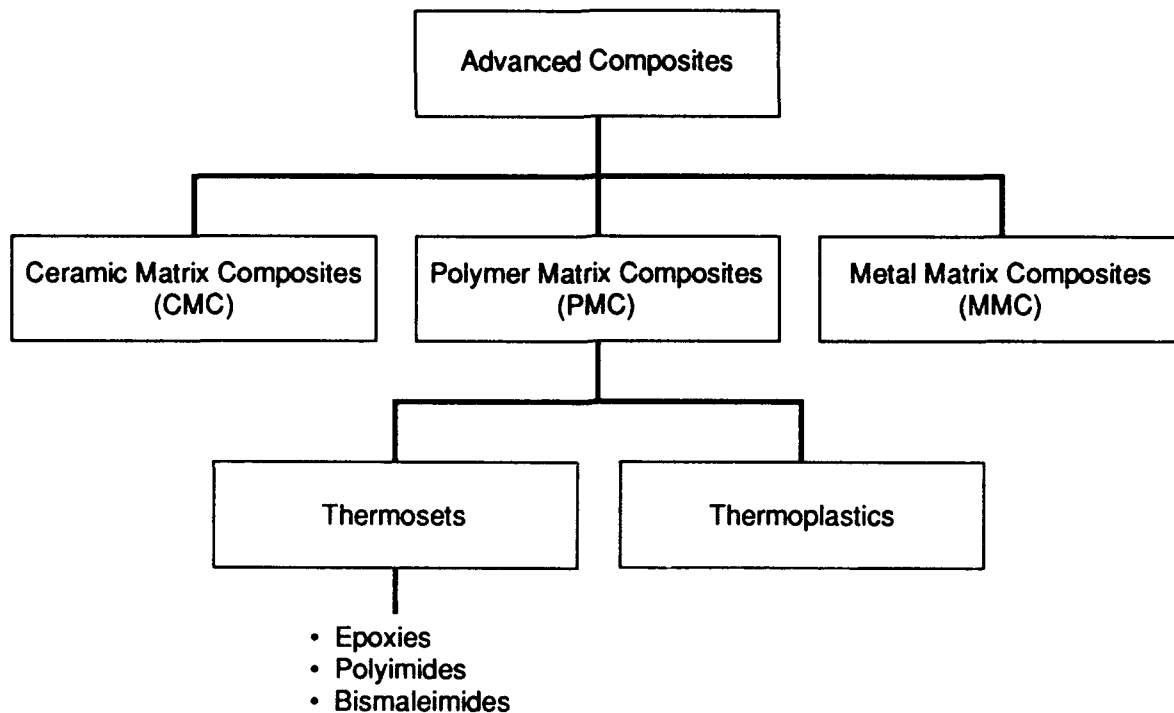 Advanced Composites
Ceramic Matrix Composites
(CMC)
Polymer Matrix Composites
(PMC)
Metal Matrix Composites
(MMC)
Thermosets
Thermoplastics
• Epoxies
• Polyimides
• Bismaleimides